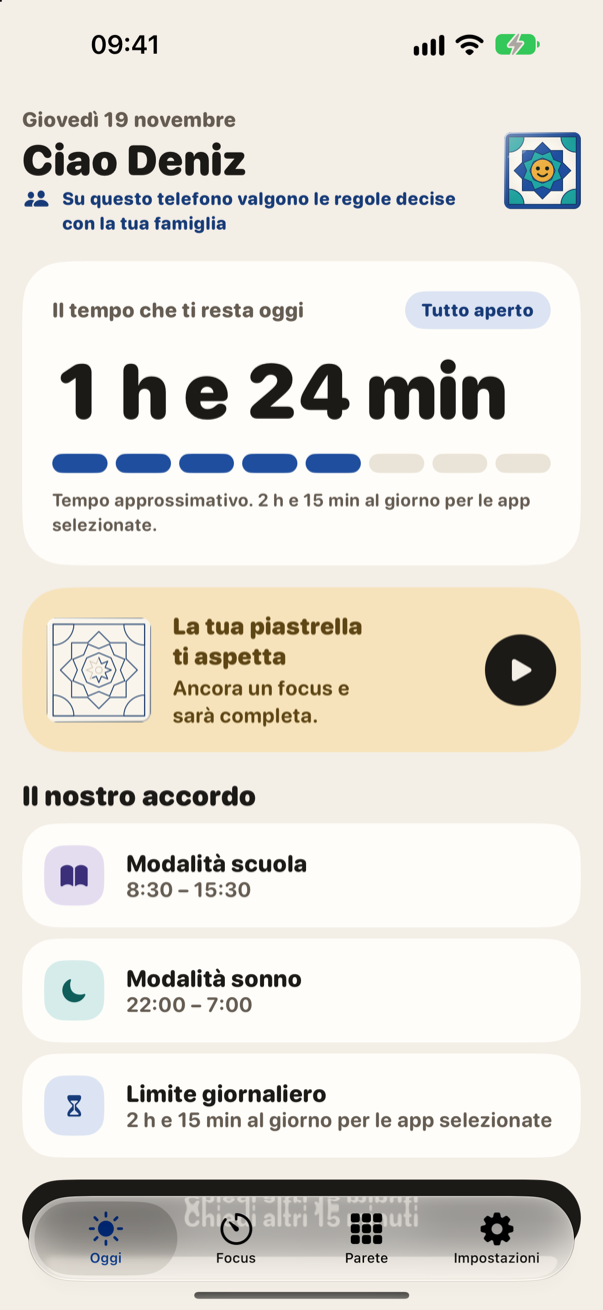 09:41
Giovedì 19 novembre
Ciao Deniz
Su questo telefono valgono le regole decise
con la tua famiglia
Il tempo che ti resta oggi
Tutto aperto
1 h e 24 min
Tempo approssimativo. 2 h e 15 min al giorno per le app
selezionate.
La tua piastrella
ti aspetta
Ancora un focus e
sarà completa.
Il nostro accordo
Modalità scuola
8:30 – 15:30
Modalità sonno
22:00 – 7:00
Limite giornaliero
2 h e 15 min al giorno per le app selezionate
Chiedi altri 15 minuti
Oggi
Focus
Parete
Impostazioni